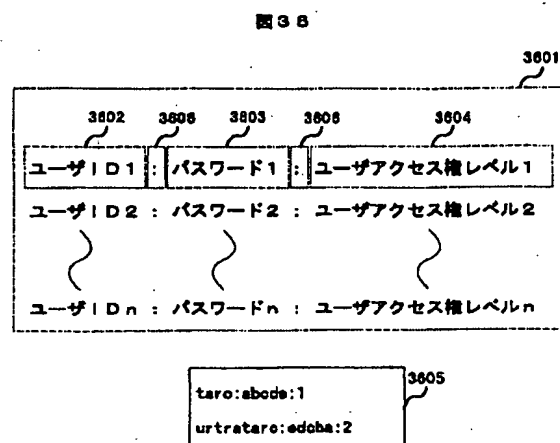 図38
3601
3602 3606 3603 3606 3604
ユーザID1 : パスワード1 : ユーザアクセス権レベル1
ユーザID2 : パスワード2 : ユーザアクセス権レベル2
ユーザIDn : パスワードn : ユーザアクセス権レベルn
3605
taro:abcde:1
urtrataro:edcba:2